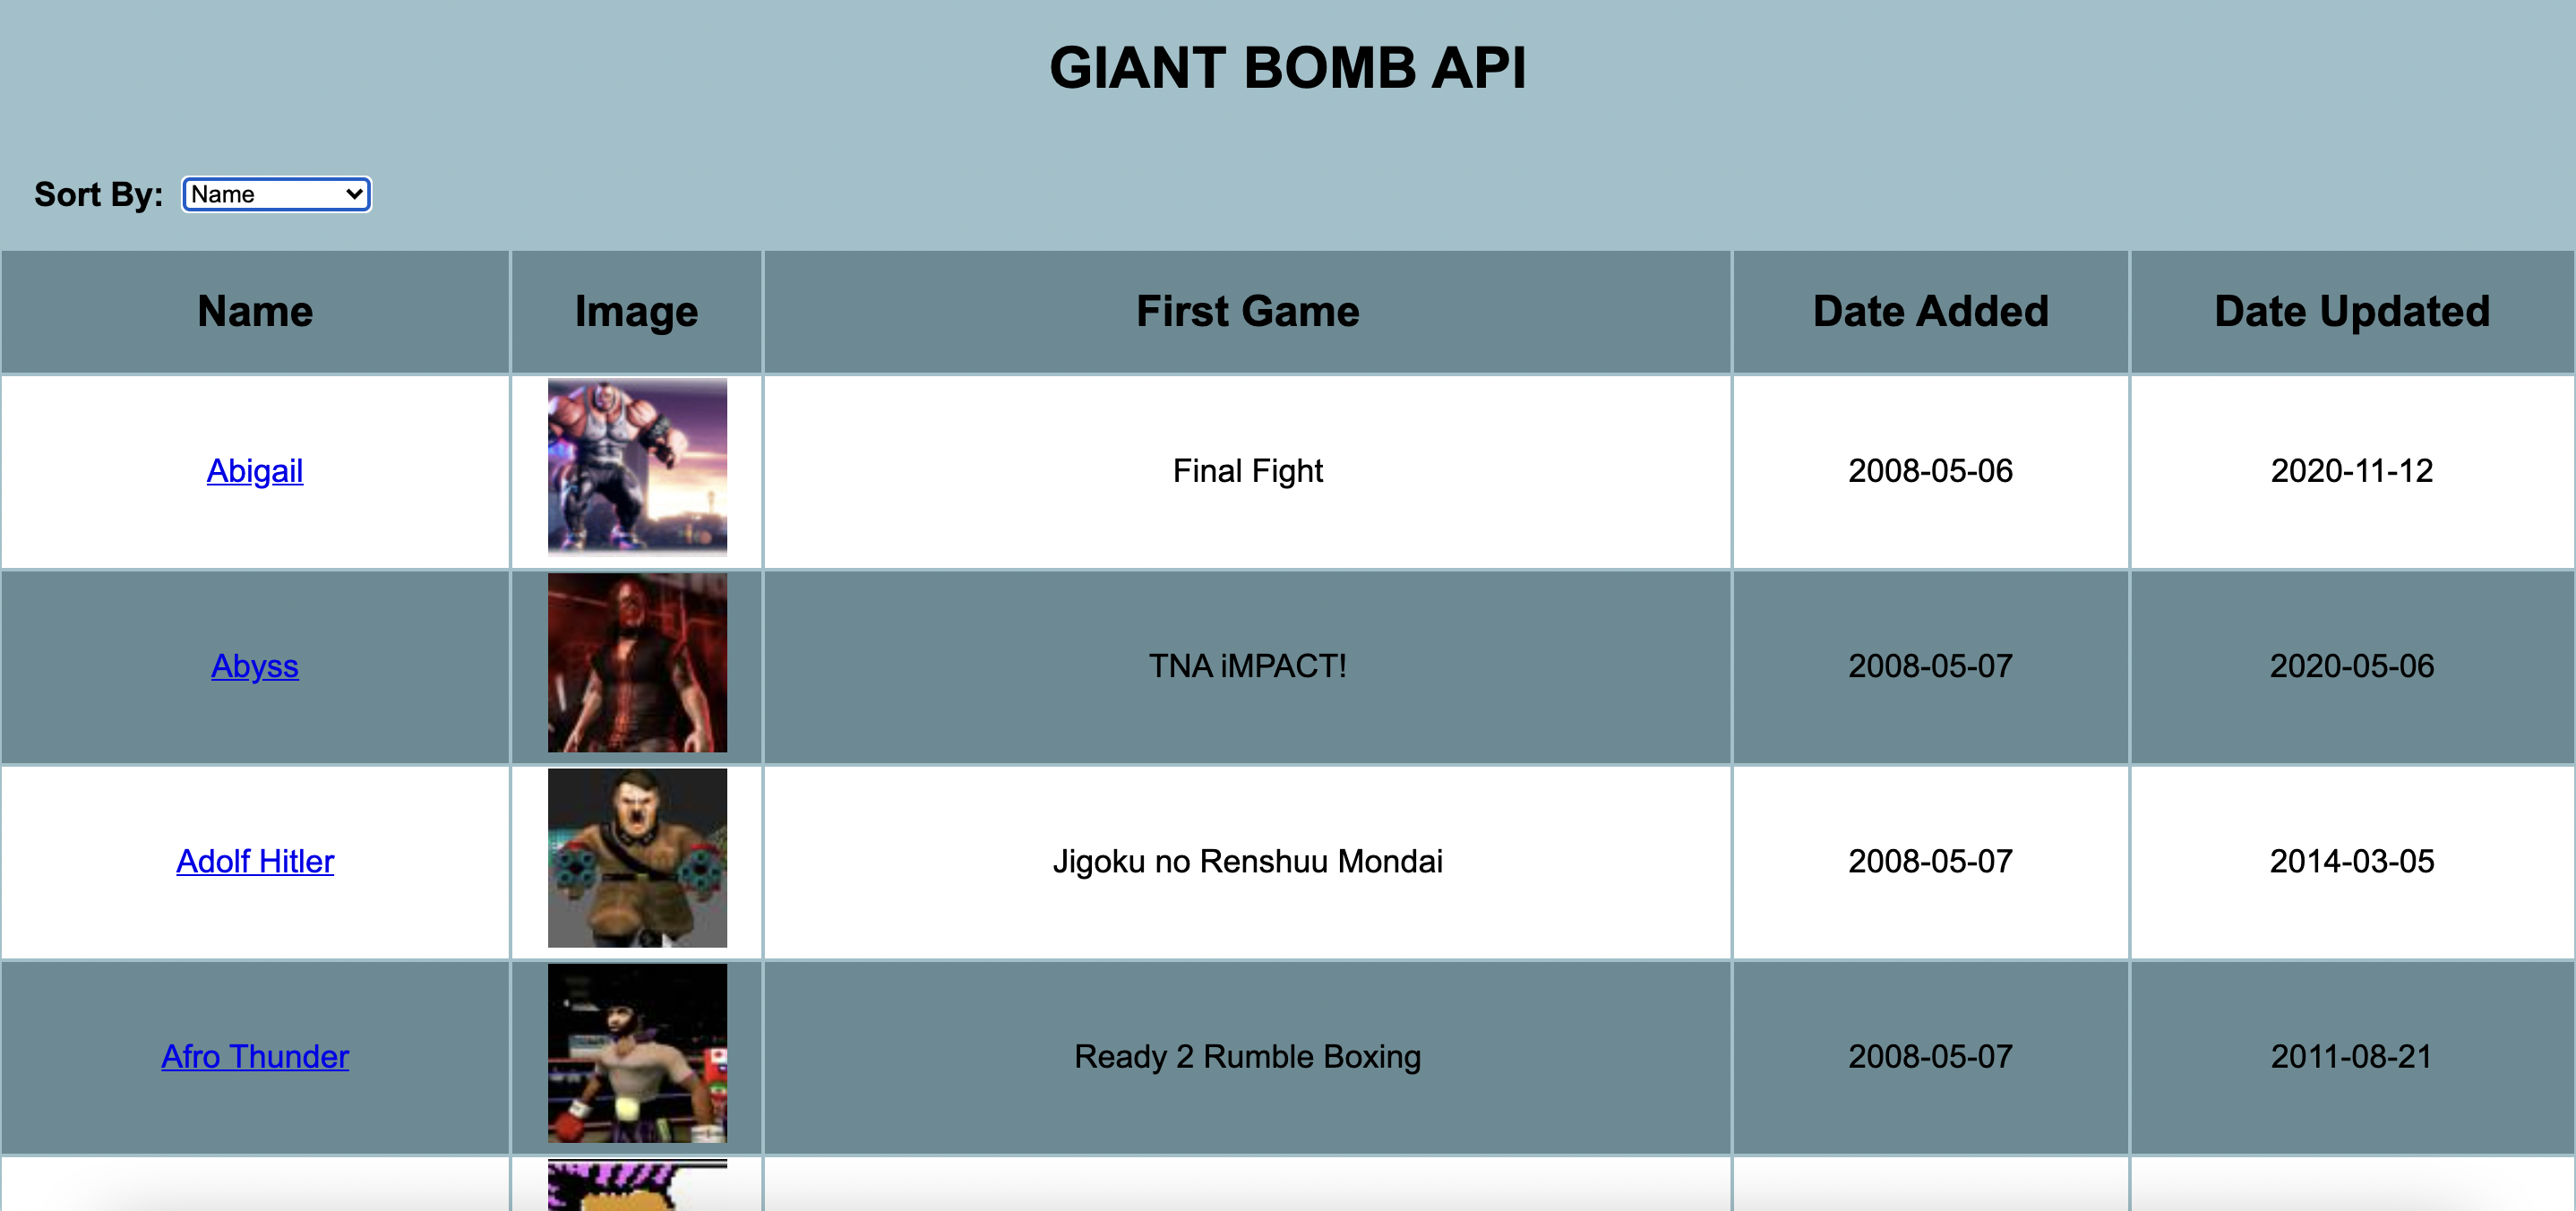 GIANT BOMB API
Sort By: Name
Name Image First Game Date Added Date Updated
Abigail Final Fight 2008-05-06 2020-11-12
Abyss TNA iMPACT! 2008-05-07 2020-05-06
Adolf Hitler Jigoku no Renshuu Mondai 2008-05-07 2014-03-05
Afro Thunder Ready 2 Rumble Boxing 2008-05-07 2011-08-21